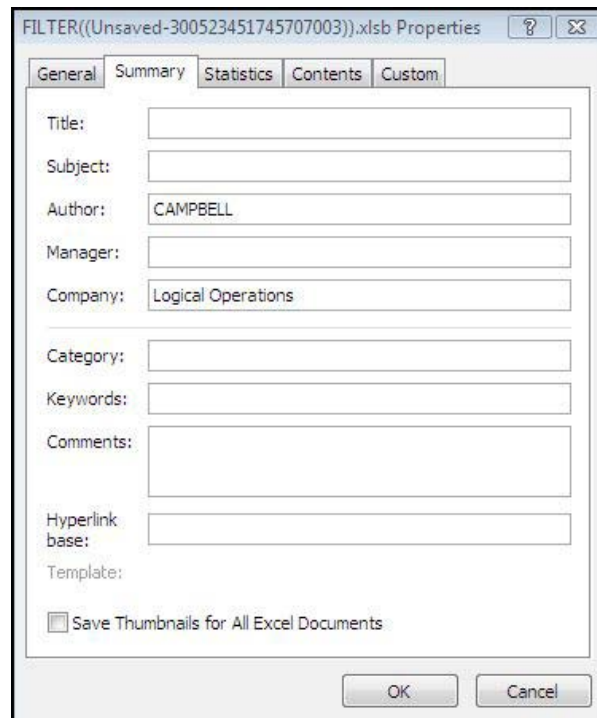 FILTER((Unsaved-300523451745707003)).xlsb Properties
General Summary Statistics Contents Custom
Title:
Subject:
Author: CAMPBELL
Manager:
Company: Logical Operations
Category:
Keywords:
Comments:
Hyperlink
base:
Template:
Save Thumbnails for All Excel Documents
OK Cancel